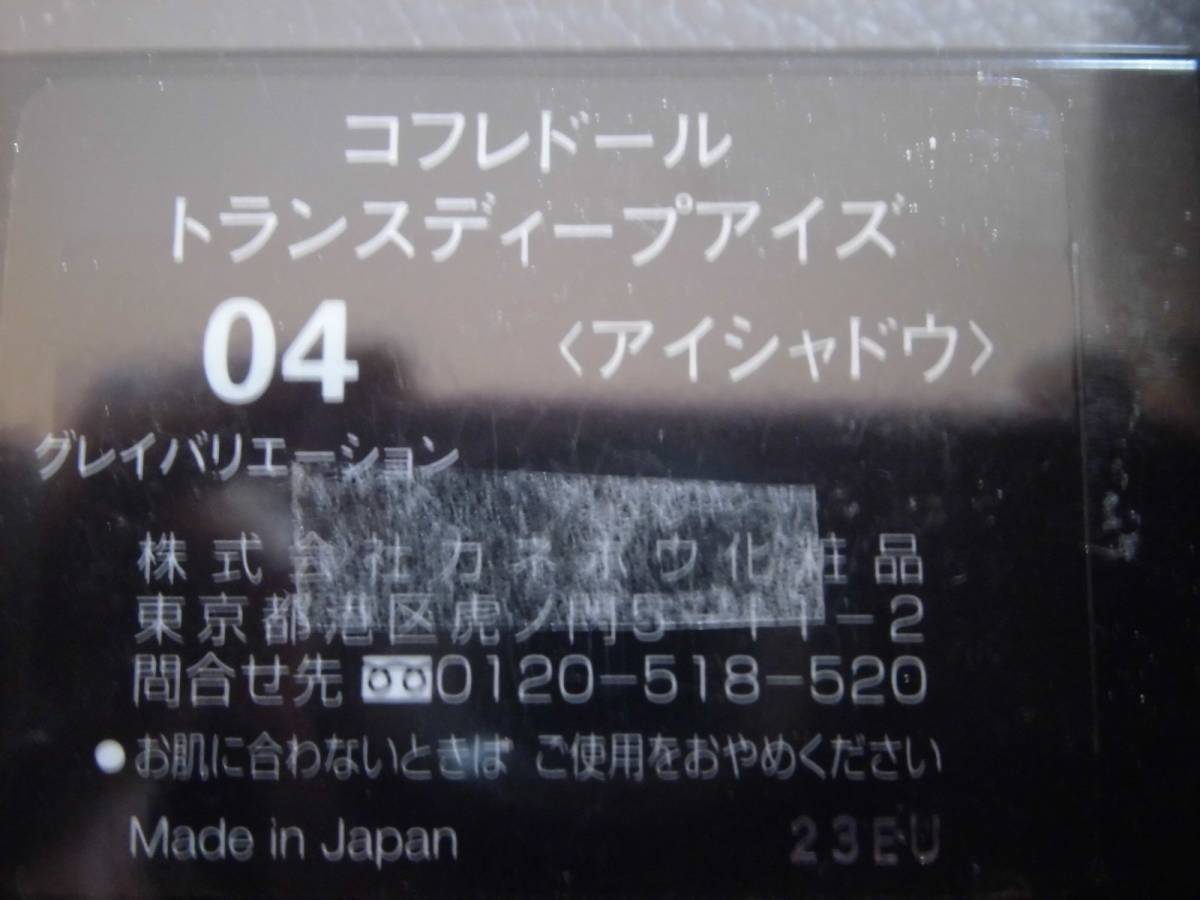 コフレドール
トランスディープアイズ
04 〈アイシャドウ〉
グレイバリエーション
株式会社カネボウ化粧品
東京都港区虎ノ門5-11-2
問合せ先 0120-518-520
●お肌に合わないときは ご使用をおやめください
Made in Japan 23EU